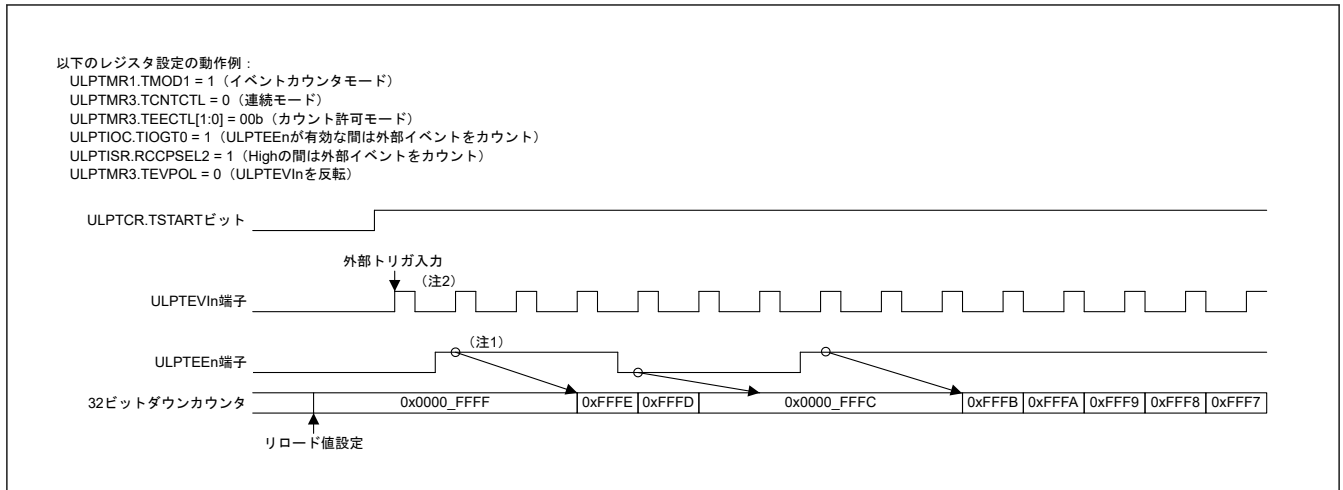 以下のレジスタ設定の動作例：
ULPTMR1.TMOD1 = 1（イベントカウンタモード）
ULPTMR3.TCNTCTL = 0（連続モード）
ULPTMR3.TEECTL[1:0] = 00b（カウント許可モード）
ULPTIOC.TIOGT0 = 1（ULPTEEnが有効な間は外部イベントをカウント）
ULPTISR.RCCPSEL2 = 1（Highの間は外部イベントをカウント）
ULPTMR3.TEVPOL = 0（ULPTEVInを反転）
ULPTCR.TSTARTビット
外部トリガ入力
（注2）
ULPTEVIn端子
（注1）
ULPTEEn端子
32ビットダウンカウンタ 0x0000_FFFF 0xFFFE 0xFFFD 0x0000_FFFC 0xFFFB 0xFFFA 0xFFF9 0xFFF8 0xFFF7
リロード値設定